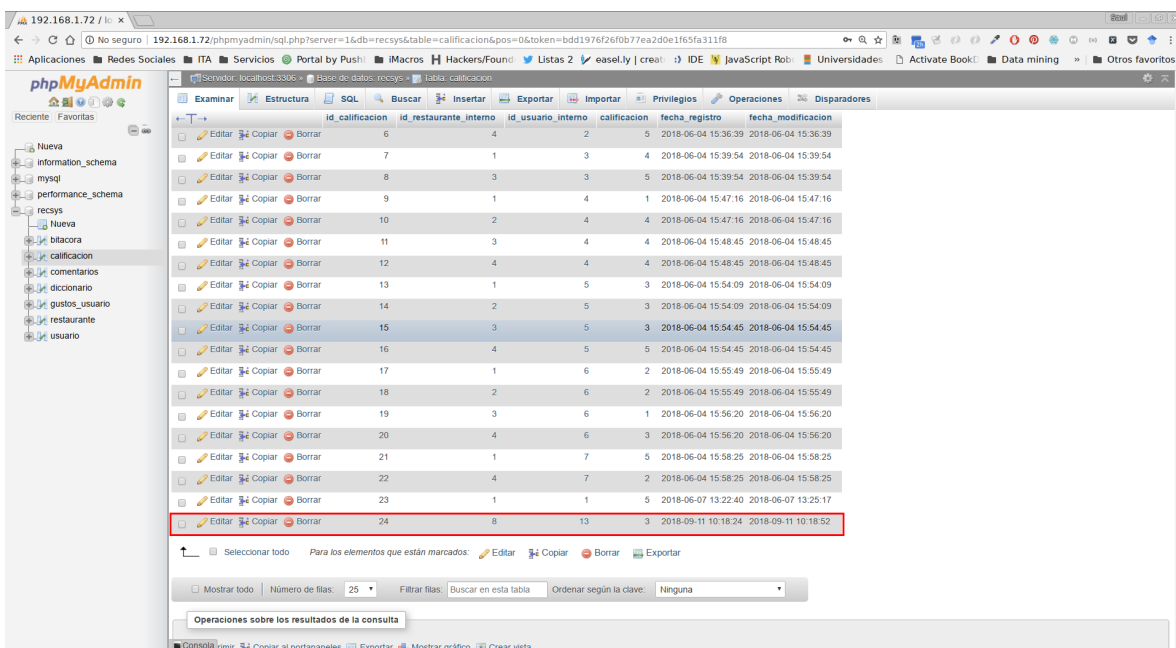 192.168.1.72 / lo
Saul
No seguro | 192.168.1.72/phpmyadmin/sql.php?server=1&db=recsys&table=calificacion&pos=0&token=bdd1976f26f0b77ea2d0e1f65fa311f8
Aplicaciones Redes Sociales ITA Servicios Portal by Push! iMacros Hackers/Found Listas 2 easel.ly | creat IDE JavaScript Rob Universidades Activate Book Data mining » Otros favoritos
phpMyAdmin
Reciente Favoritas
Nueva
information_schema
mysql
performance_schema
recsys
Nueva
bitacora
calificacion
comentarios
diccionario
gustos_usuario
restaurante
usuario
Servidor: localhost:3306 » Base de datos: recsys » Tabla: calificacion
Examinar Estructura SQL Buscar Insertar Exportar Importar Privilegios Operaciones Disparadores
id_calificacion id_restaurante_interno id_usuario_interno calificacion fecha_registro fecha_modificacion
Editar Copiar Borrar 6 4 2 5 2018-06-04 15:36:39 2018-06-04 15:36:39
Editar Copiar Borrar 7 1 3 4 2018-06-04 15:39:54 2018-06-04 15:39:54
Editar Copiar Borrar 8 3 3 5 2018-06-04 15:39:54 2018-06-04 15:39:54
Editar Copiar Borrar 9 1 4 1 2018-06-04 15:47:16 2018-06-04 15:47:16
Editar Copiar Borrar 10 2 4 4 2018-06-04 15:47:16 2018-06-04 15:47:16
Editar Copiar Borrar 11 3 4 4 2018-06-04 15:48:45 2018-06-04 15:48:45
Editar Copiar Borrar 12 4 4 4 2018-06-04 15:48:45 2018-06-04 15:48:45
Editar Copiar Borrar 13 1 5 3 2018-06-04 15:54:09 2018-06-04 15:54:09
Editar Copiar Borrar 14 2 5 3 2018-06-04 15:54:09 2018-06-04 15:54:09
Editar Copiar Borrar 15 3 5 3 2018-06-04 15:54:45 2018-06-04 15:54:45
Editar Copiar Borrar 16 4 5 5 2018-06-04 15:54:45 2018-06-04 15:54:45
Editar Copiar Borrar 17 1 6 2 2018-06-04 15:55:49 2018-06-04 15:55:49
Editar Copiar Borrar 18 2 6 2 2018-06-04 15:55:49 2018-06-04 15:55:49
Editar Copiar Borrar 19 3 6 1 2018-06-04 15:56:20 2018-06-04 15:56:20
Editar Copiar Borrar 20 4 6 3 2018-06-04 15:56:20 2018-06-04 15:56:20
Editar Copiar Borrar 21 1 7 5 2018-06-04 15:58:25 2018-06-04 15:58:25
Editar Copiar Borrar 22 4 7 2 2018-06-04 15:58:25 2018-06-04 15:58:25
Editar Copiar Borrar 23 1 1 5 2018-06-07 13:22:40 2018-06-07 13:25:17
Editar Copiar Borrar 24 8 13 3 2018-09-11 10:18:24 2018-09-11 10:18:52
Seleccionar todo Para los elementos que están marcados: Editar Copiar Borrar Exportar
Mostrar todo Número de filas: 25 Filtrar filas: Buscar en esta tabla Ordenar según la clave: Ninguna
Operaciones sobre los resultados de la consulta
Consola rimir Copiar al portapapeles Exportar Mostrar gráfico Crear vista